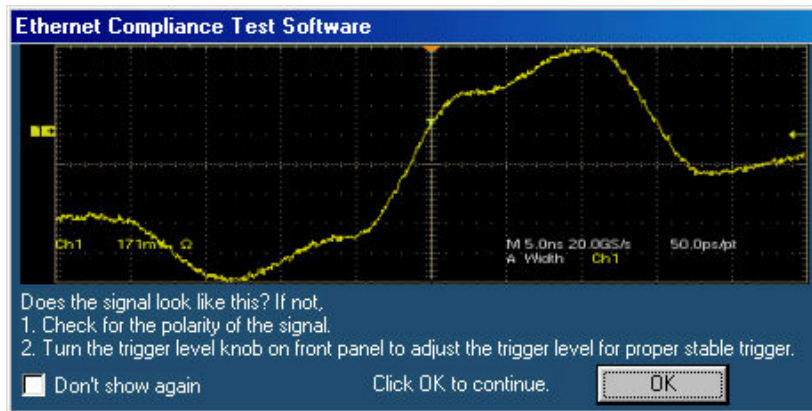 Ethernet Compliance Test Software
Ch1 171mV Ω M 5.0ns 20.0GS/s 50.0ps/pt
A Width Ch1
Does the signal look like this? If not,
1. Check for the polarity of the signal.
2. Turn the trigger level knob on front panel to adjust the trigger level for proper stable trigger.
Don't show again Click OK to continue. OK